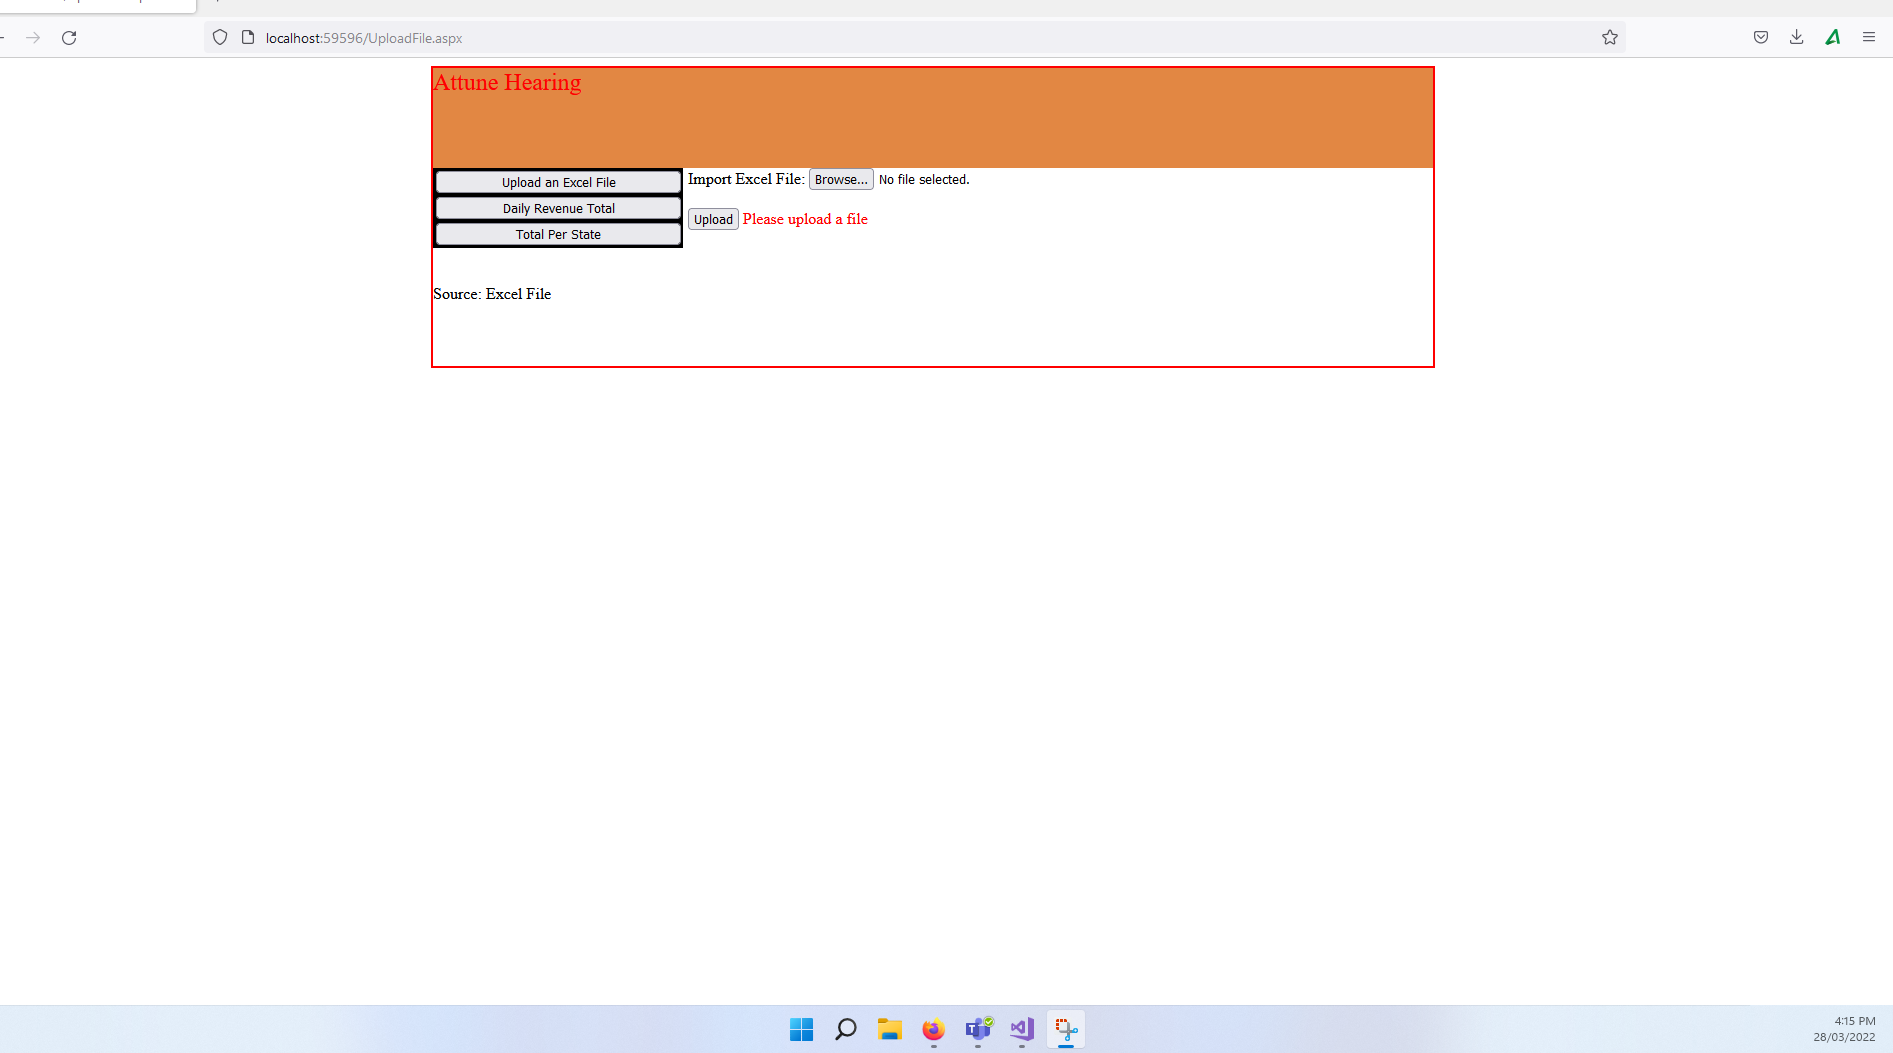 localhost:59596/UploadFile.aspx
Attune Hearing
Upload an Excel File
Daily Revenue Total
Total Per State
Import Excel File: Browse... No file selected.
Upload Please upload a file
Source: Excel File
4:15 PM
28/03/2022